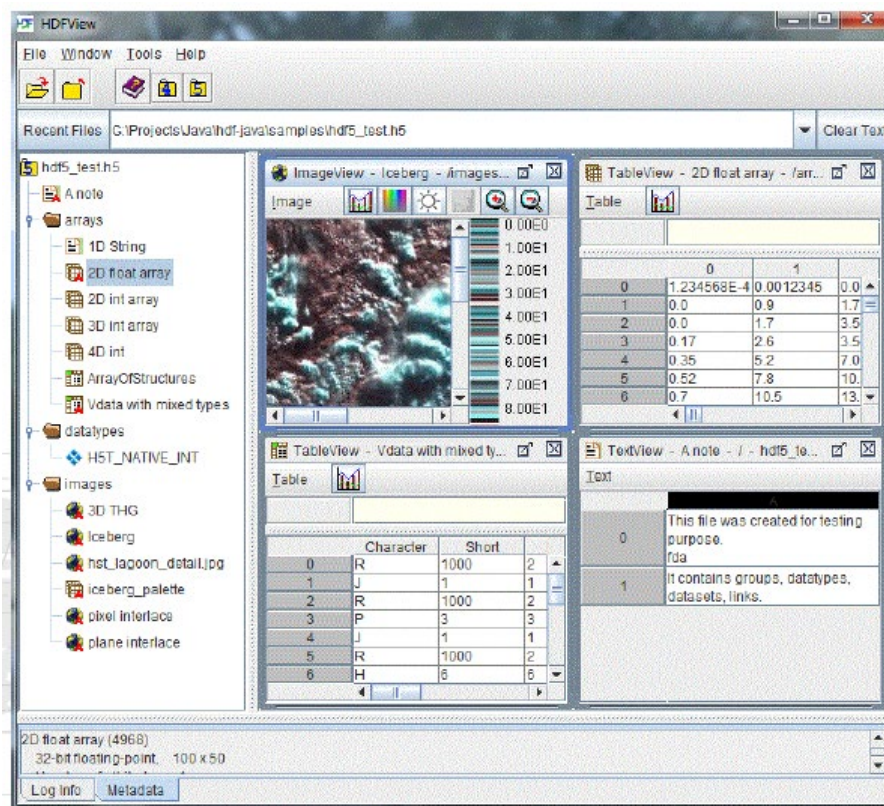 HDFView
File Window Tools Help
Recent Files C:\Projects\Java\hdf-java\samples\hdf5_test.h5 Clear Text
hdf5_test.h5
A note
arrays
1D String
2D float array
2D int array
3D int array
4D int
ArrayOfStructures
Vdata with mixed types
datatypes
H5T_NATIVE_INT
images
3D THG
Iceberg
hst_lagoon_detail.jpg
iceberg_palette
pixel interlace
plane interlace
ImageView - Iceberg - /images...
Image
0.00E0
1.00E1
2.00E1
3.00E1
4.00E1
5.00E1
6.00E1
7.00E1
8.00E1
TableView - 2D float array - /arr...
Table
0 1
0 1.234568E-4 0.0012345 0.0
1 0.0 0.9 1.7
2 0.0 1.7 3.5
3 0.17 2.6 3.5
4 0.35 5.2 7.0
5 0.52 7.8 10.
6 0.7 10.5 13.
TableView - Vdata with mixed ty...
Table
Character Short
0 R 1000 2
1 J 1 1
2 R 1000 2
3 P 3 3
4 J 1 1
5 R 1000 2
6 H 6 6
TextView - A note - / - hdf5_te...
Text
A
0 This file was created for testing
purpose.
fda
1 It contains groups, datatypes,
datasets, links.
2D float array (4968)
32-bit floating-point, 100 x 50
Log Info Metadata